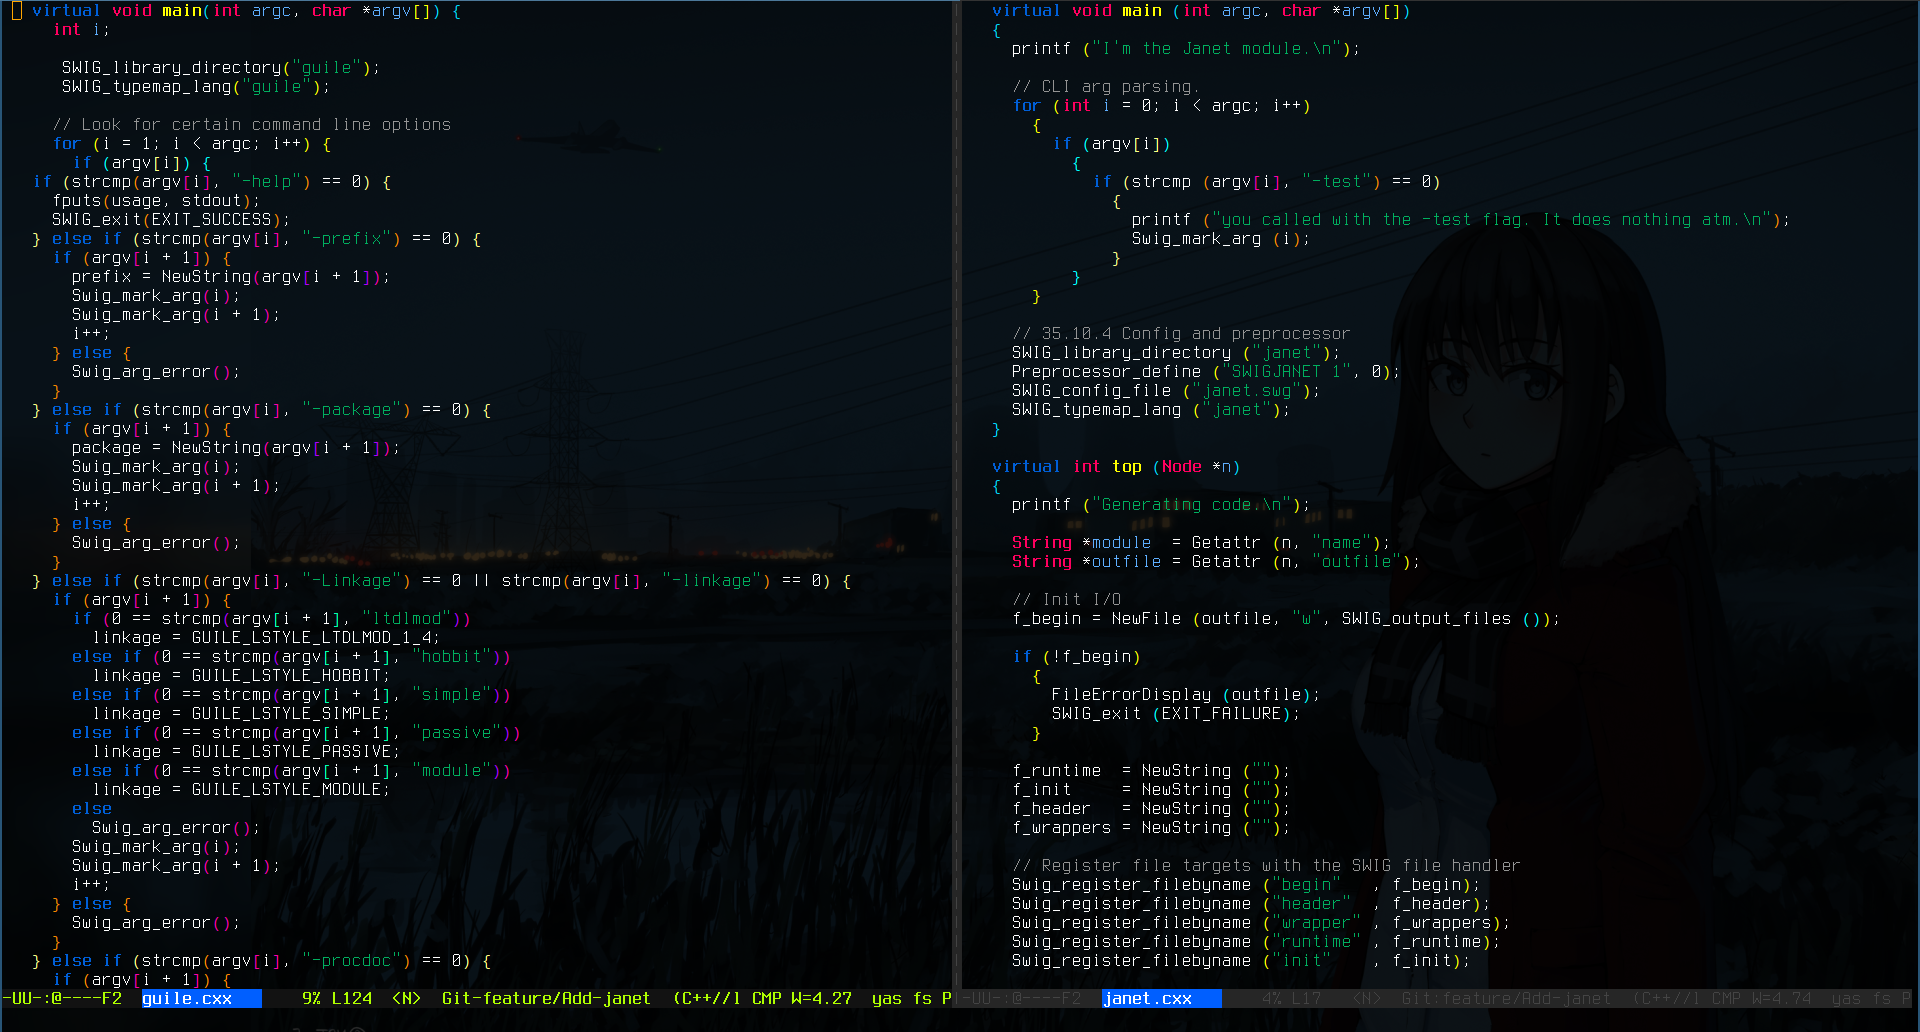 virtual void main(int argc, char *argv[]) {
int i;
SWIG_library_directory("guile");
SWIG_typemap_lang("guile");
// Look for certain command line options
for (i = 1; i < argc; i++) {
if (argv[i]) {
if (strcmp(argv[i], "-help") == 0) {
fputs(usage, stdout);
SWIG_exit(EXIT_SUCCESS);
} else if (strcmp(argv[i], "-prefix") == 0) {
if (argv[i + 1]) {
prefix = NewString(argv[i + 1]);
Swig_mark_arg(i);
Swig_mark_arg(i + 1);
i++;
} else {
Swig_arg_error();
}
} else if (strcmp(argv[i], "-package") == 0) {
if (argv[i + 1]) {
package = NewString(argv[i + 1]);
Swig_mark_arg(i);
Swig_mark_arg(i + 1);
i++;
} else {
Swig_arg_error();
}
} else if (strcmp(argv[i], "-Linkage") == 0 || strcmp(argv[i], "-linkage") == 0) {
if (argv[i + 1]) {
if (0 == strcmp(argv[i + 1], "ltdlmod"))
linkage = GUILE_LSTYLE_LTDLMOD_1_4;
else if (0 == strcmp(argv[i + 1], "hobbit"))
linkage = GUILE_LSTYLE_HOBBIT;
else if (0 == strcmp(argv[i + 1], "simple"))
linkage = GUILE_LSTYLE_SIMPLE;
else if (0 == strcmp(argv[i + 1], "passive"))
linkage = GUILE_LSTYLE_PASSIVE;
else if (0 == strcmp(argv[i + 1], "module"))
linkage = GUILE_LSTYLE_MODULE;
else
Swig_arg_error();
Swig_mark_arg(i);
Swig_mark_arg(i + 1);
i++;
} else {
Swig_arg_error();
}
} else if (strcmp(argv[i], "-procdoc") == 0) {
if (argv[i + 1]) {
-UU-:@----F2  guile.cxx  9% L124  <N>  Git-feature/Add-janet  (C++//l CMP W=4.27  yas fs P
virtual void main (int argc, char *argv[])
{
printf ("I'm the Janet module.\n");
// CLI arg parsing.
for (int i = 0; i < argc; i++)
{
if (argv[i])
{
if (strcmp (argv[i], "-test") == 0)
{
printf ("you called with the -test flag. It does nothing atm.\n");
Swig_mark_arg (i);
}
}
}
// 35.10.4 Config and preprocessor
SWIG_library_directory ("janet");
Preprocessor_define ("SWIGJANET 1", 0);
SWIG_config_file ("janet.swg");
SWIG_typemap_lang ("janet");
}
virtual int top (Node *n)
{
printf ("Generating code.\n");
String *module  = Getattr (n, "name");
String *outfile = Getattr (n, "outfile");
// Init I/O
f_begin = NewFile (outfile, "w", SWIG_output_files ());
if (!f_begin)
{
FileErrorDisplay (outfile);
SWIG_exit (EXIT_FAILURE);
}
f_runtime  = NewString ("");
f_init     = NewString ("");
f_header   = NewString ("");
f_wrappers = NewString ("");
// Register file targets with the SWIG file handler
Swig_register_filebyname ("begin"   , f_begin);
Swig_register_filebyname ("header"  , f_header);
Swig_register_filebyname ("wrapper" , f_wrappers);
Swig_register_filebyname ("runtime" , f_runtime);
Swig_register_filebyname ("init"    , f_init);
-UU-:@----F2  janet.cxx  4% L17  <N>  Git:feature/Add-janet  (C++//l CMP W=4.74  yas fs P